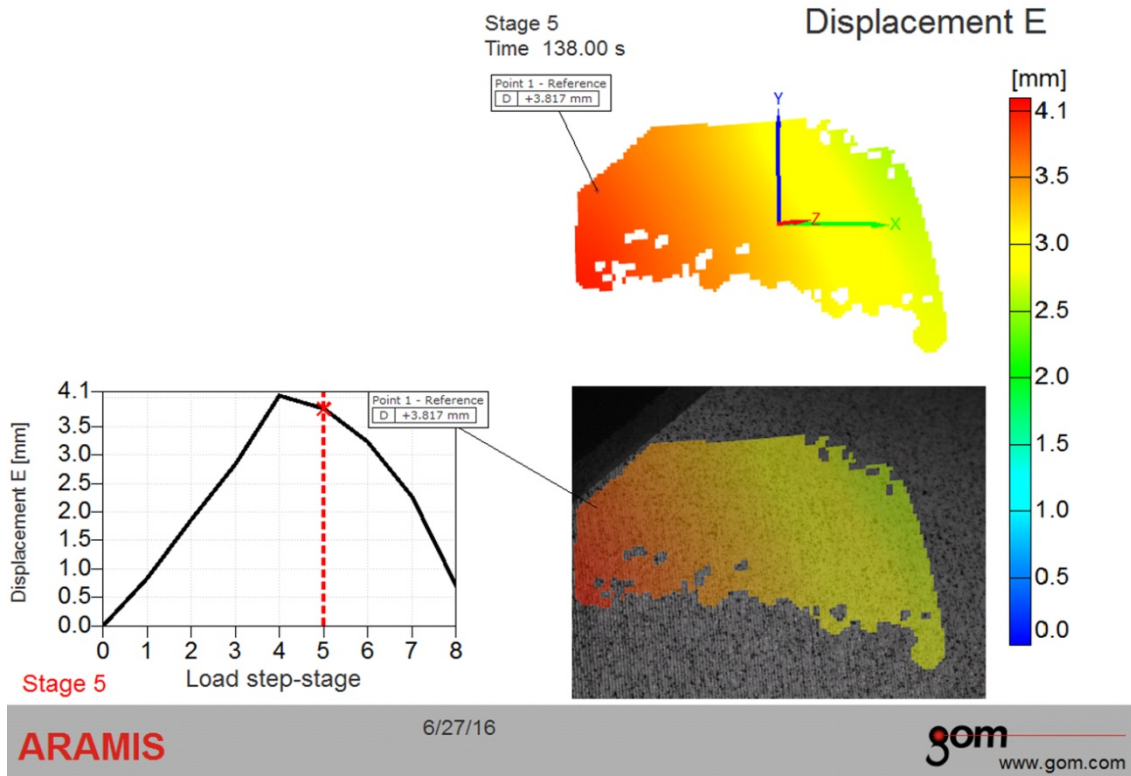 Displacement E
Stage 5
Time 138.00 s
Point 1 - Reference
D +3.817 mm
[mm]
4.1
3.5
3.0
2.5
2.0
1.5
1.0
0.5
0.0
Y
Z
X
4.1
3.5
3.0
2.5
2.0
1.5
1.0
0.5
0.0
Displacement E [mm]
Point 1 - Reference
D +3.817 mm
0 1 2 3 4 5 6 7 8
Stage 5
Load step-stage
ARAMIS
6/27/16
gom
www.gom.com